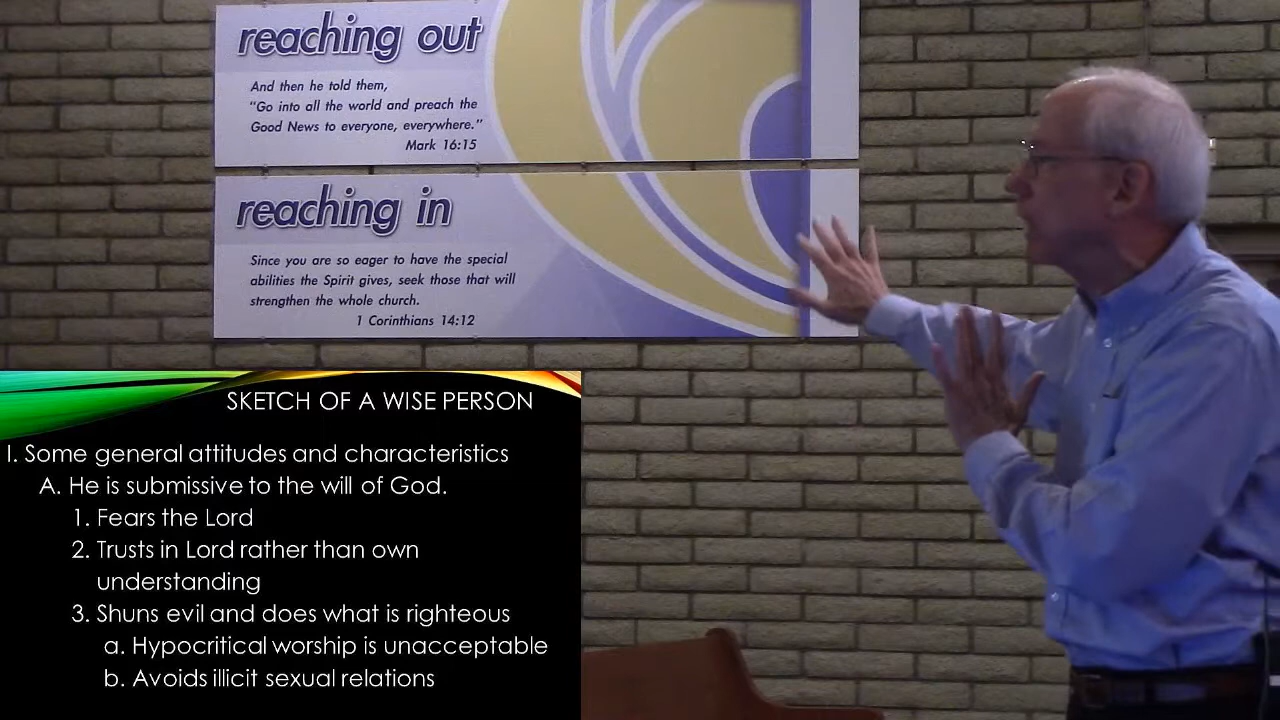 reaching out
And then he told them,
"Go into all the world and preach the
Good News to everyone, everywhere."
Mark 16:15
reaching in
Since you are so eager to have the special
abilities the Spirit gives, seek those that will
strengthen the whole church.
1 Corinthians 14:12
SKETCH OF A WISE PERSON
I. Some general attitudes and characteristics
A. He is submissive to the will of God.
1. Fears the Lord
2. Trusts in Lord rather than own
understanding
3. Shuns evil and does what is righteous
a. Hypocritical worship is unacceptable
b. Avoids illicit sexual relations